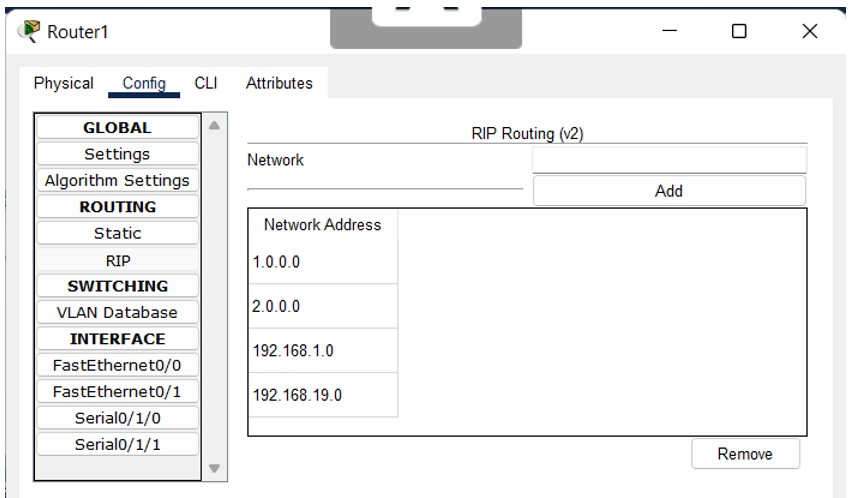 Router1
Physical Config CLI Attributes
GLOBAL
Settings
Algorithm Settings
ROUTING
Static
RIP
SWITCHING
VLAN Database
INTERFACE
FastEthernet0/0
FastEthernet0/1
Serial0/1/0
Serial0/1/1
RIP Routing (v2)
Network
Add
Network Address
1.0.0.0
2.0.0.0
192.168.1.0
192.168.19.0
Remove